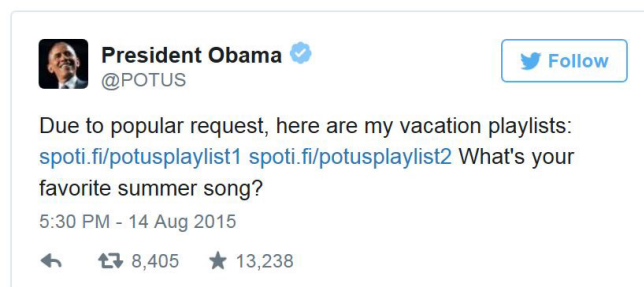 President Obama
@POTUS
Follow
Due to popular request, here are my vacation playlists:
spoti.fi/potusplaylist1 spoti.fi/potusplaylist2 What's your
favorite summer song?
5:30 PM - 14 Aug 2015
8,405 13,238